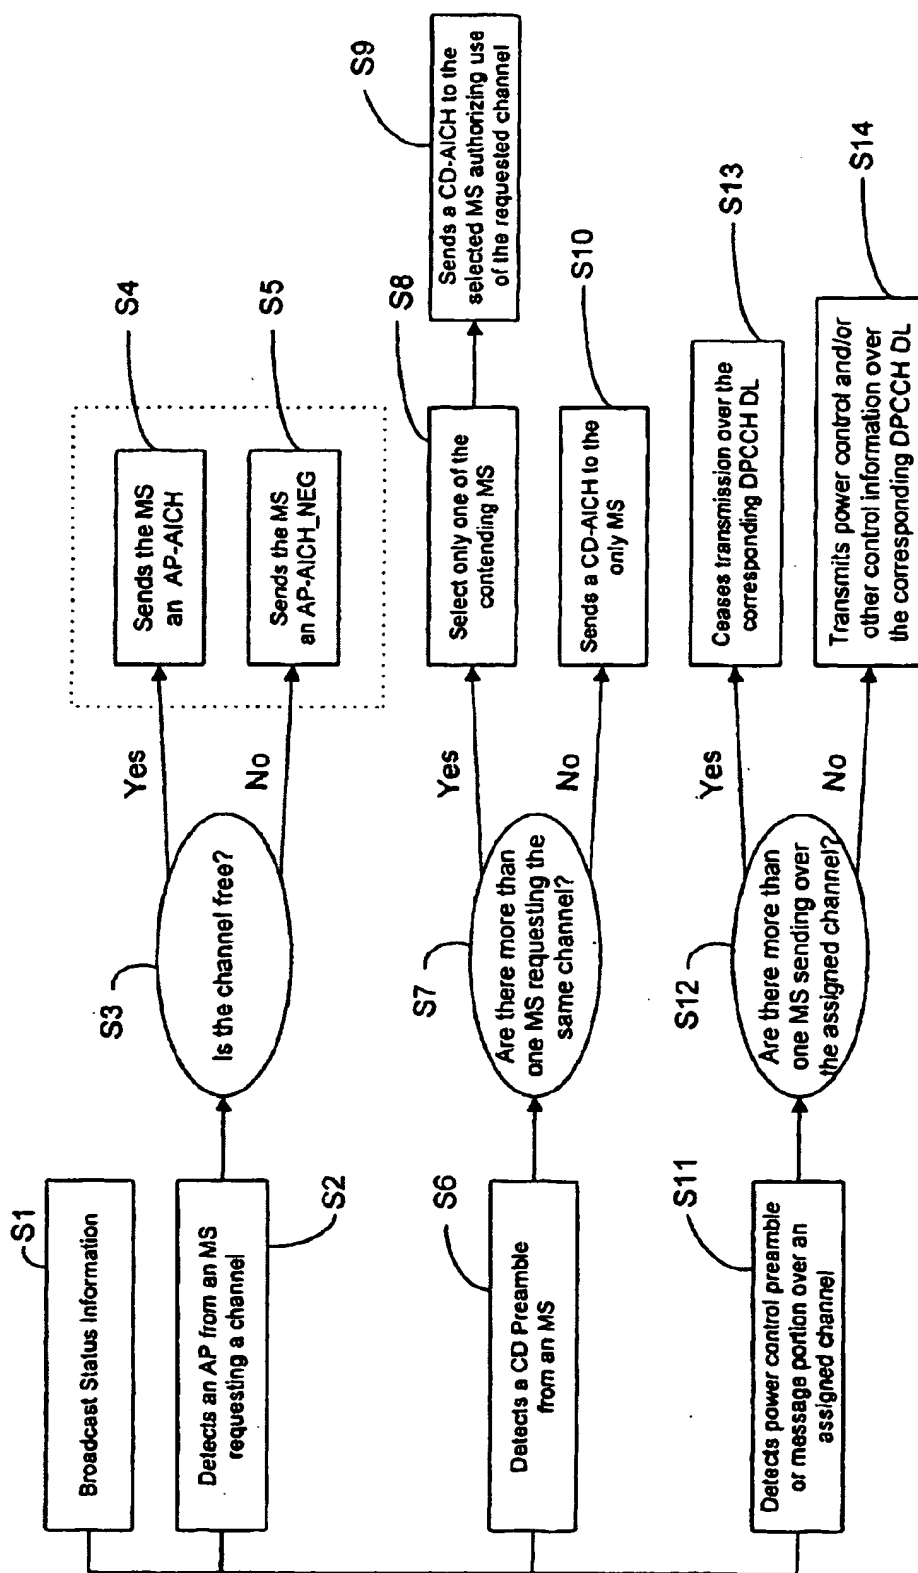 S1
Broadcast Status Information
Detects an AP from an MS
requesting a channel
S2
S3
Is the channel free?
Yes
No
S4
Sends the MS
an AP-AICH
S5
Sends the MS
an AP-AICH_NEG
S6
Detects a CD Preamble
from an MS
S7
Are there more than
one MS requesting the
same channel?
Yes
No
S8
Select only one of the
contending MS
S9
Sends a CD-AICH to the
selected MS authorizing use
of the requested channel
S10
Sends a CD-AICH to the
only MS
S11
Detects power control preamble
or message portion over an
assigned channel
S12
Are there more than
one MS sending over
the assigned channel?
Yes
No
S13
Ceases transmission over the
corresponding DPCCH DL
S14
Transmits power control and/or
other control information over
the corresponding DPCCH DL